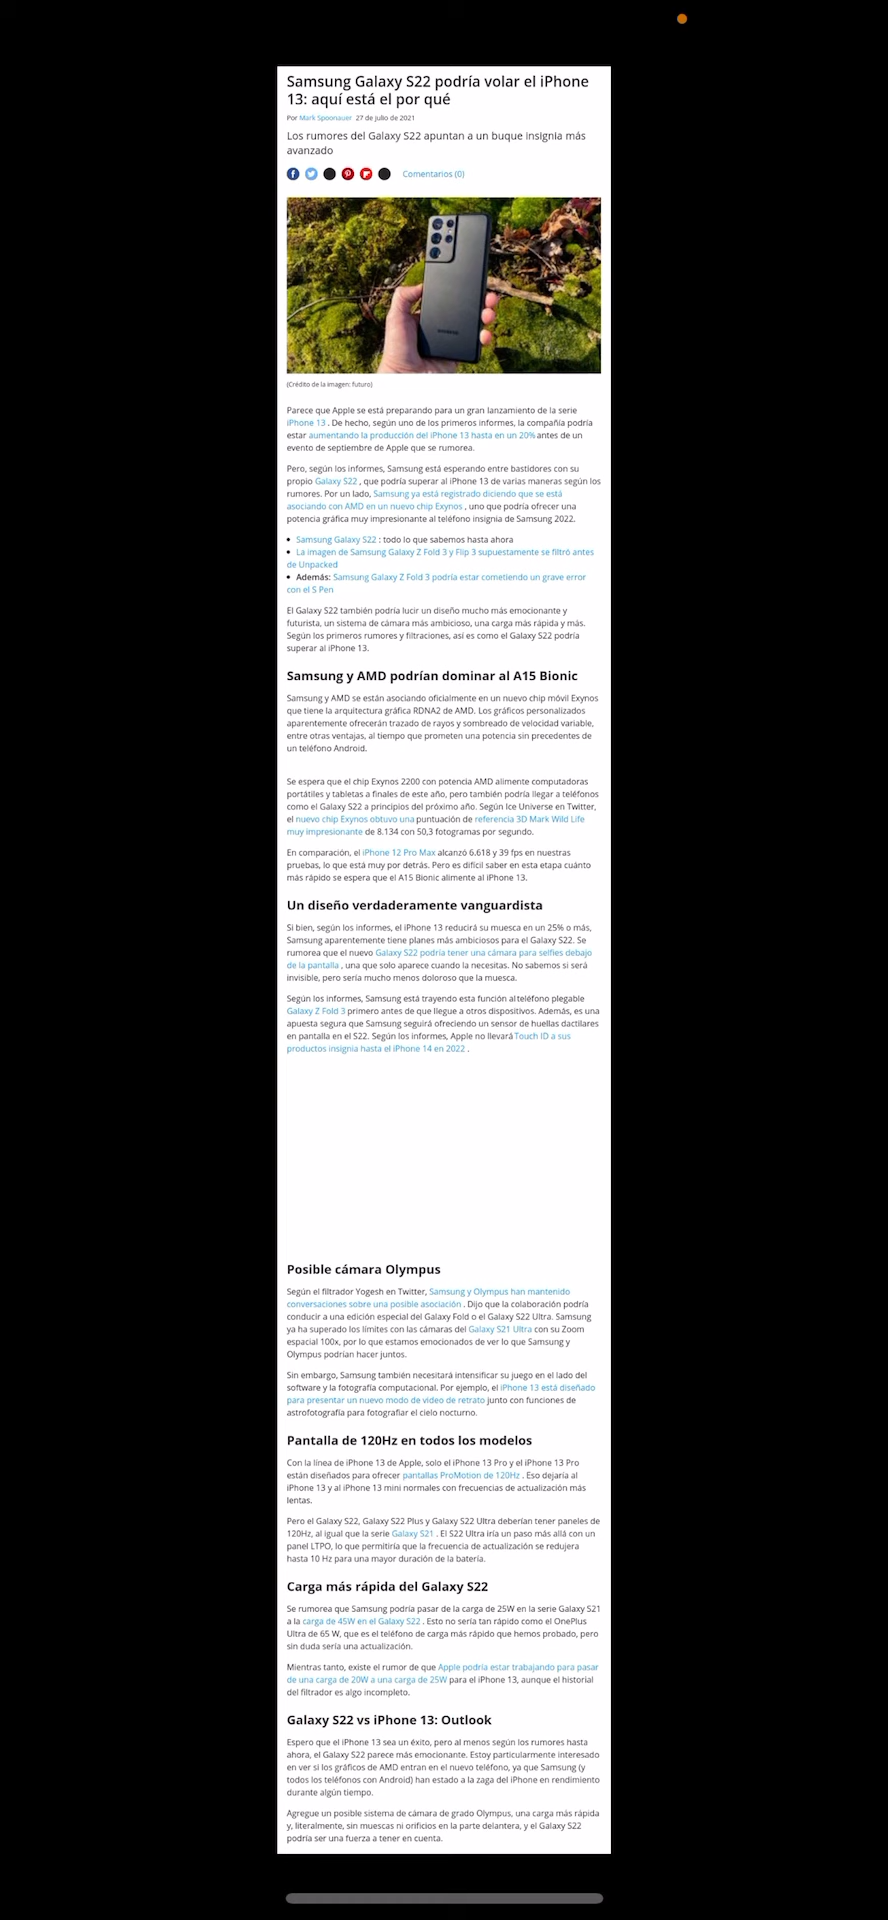 Samsung Galaxy S22 podría volar el iPhone
13: aquí está el por qué
Por Mark Spoonauer 27 de julio de 2021
Los rumores del Galaxy S22 apuntan a un buque insignia más
avanzado
Comentarios (0)
SAMSUNG
(Crédito de la imagen: futuro)
Parece que Apple se está preparando para un gran lanzamiento de la serie
iPhone 13 . De hecho, según uno de los primeros informes, la compañía podría
estar aumentando la producción del iPhone 13 hasta en un 20% antes de un
evento de septiembre de Apple que se rumorea.
Pero, según los informes, Samsung está esperando entre bastidores con su
propio Galaxy S22 , que podría superar al iPhone 13 de varias maneras según los
rumores. Por un lado, Samsung ya está registrado diciendo que se está
asociando con AMD en un nuevo chip Exynos , uno que podría ofrecer una
potencia gráfica muy impresionante al teléfono insignia de Samsung 2022.
• Samsung Galaxy S22 : todo lo que sabemos hasta ahora
• La imagen de Samsung Galaxy Z Fold 3 y Flip 3 supuestamente se filtró antes
de Unpacked
• Además: Samsung Galaxy Z Fold 3 podría estar cometiendo un grave error
con el S Pen
El Galaxy S22 también podría lucir un diseño mucho más emocionante y
futurista, un sistema de cámara más ambicioso, una carga más rápida y más.
Según los primeros rumores y filtraciones, así es como el Galaxy S22 podría
superar al iPhone 13.
Samsung y AMD podrían dominar al A15 Bionic
Samsung y AMD se están asociando oficialmente en un nuevo chip móvil Exynos
que tiene la arquitectura gráfica RDNA2 de AMD. Los gráficos personalizados
aparentemente ofrecerán trazado de rayos y sombreado de velocidad variable,
entre otras ventajas, al tiempo que prometen una potencia sin precedentes de
un teléfono Android.
Se espera que el chip Exynos 2200 con potencia AMD alimente computadoras
portátiles y tabletas a finales de este año, pero también podría llegar a teléfonos
como el Galaxy S22 a principios del próximo año. Según Ice Universe en Twitter,
el nuevo chip Exynos obtuvo una puntuación de referencia 3D Mark Wild Life
muy impresionante de 8.134 con 50,3 fotogramas por segundo.
En comparación, el iPhone 12 Pro Max alcanzó 6.618 y 39 fps en nuestras
pruebas, lo que está muy por detrás. Pero es difícil saber en esta etapa cuánto
más rápido se espera que el A15 Bionic alimente al iPhone 13.
Un diseño verdaderamente vanguardista
Si bien, según los informes, el iPhone 13 reducirá su muesca en un 25% o más,
Samsung aparentemente tiene planes más ambiciosos para el Galaxy S22. Se
rumorea que el nuevo Galaxy S22 podría tener una cámara para selfies debajo
de la pantalla , una que solo aparece cuando la necesitas. No sabemos si será
invisible, pero sería mucho menos doloroso que la muesca.
Según los informes, Samsung está trayendo esta función al teléfono plegable
Galaxy Z Fold 3 primero antes de que llegue a otros dispositivos. Además, es una
apuesta segura que Samsung seguirá ofreciendo un sensor de huellas dactilares
en pantalla en el S22. Según los informes, Apple no llevará Touch ID a sus
productos insignia hasta el iPhone 14 en 2022 .
Posible cámara Olympus
Según el filtrador Yogesh en Twitter, Samsung y Olympus han mantenido
conversaciones sobre una posible asociación . Dijo que la colaboración podría
conducir a una edición especial del Galaxy Fold o el Galaxy S22 Ultra. Samsung
ya ha superado los límites con las cámaras del Galaxy S21 Ultra con su Zoom
espacial 100x, por lo que estamos emocionados de ver lo que Samsung y
Olympus podrían hacer juntos.
Sin embargo, Samsung también necesitará intensificar su juego en el lado del
software y la fotografía computacional. Por ejemplo, el iPhone 13 está diseñado
para presentar un nuevo modo de video de retrato junto con funciones de
astrofotografía para fotografiar el cielo nocturno.
Pantalla de 120Hz en todos los modelos
Con la línea de iPhone 13 de Apple, solo el iPhone 13 Pro y el iPhone 13 Pro
están diseñados para ofrecer pantallas ProMotion de 120Hz . Eso dejaría al
iPhone 13 y al iPhone 13 mini normales con frecuencias de actualización más
lentas.
Pero el Galaxy S22, Galaxy S22 Plus y Galaxy S22 Ultra deberían tener paneles de
120Hz, al igual que la serie Galaxy S21 . El S22 Ultra iría un paso más allá con un
panel LTPO, lo que permitiría que la frecuencia de actualización se redujera
hasta 10 Hz para una mayor duración de la batería.
Carga más rápida del Galaxy S22
Se rumorea que Samsung podría pasar de la carga de 25W en la serie Galaxy S21
a la carga de 45W en el Galaxy S22 . Esto no sería tan rápido como el OnePlus
Ultra de 65 W, que es el teléfono de carga más rápido que hemos probado, pero
sin duda sería una actualización.
Mientras tanto, existe el rumor de que Apple podría estar trabajando para pasar
de una carga de 20W a una carga de 25W para el iPhone 13, aunque el historial
del filtrador es algo incompleto.
Galaxy S22 vs iPhone 13: Outlook
Espero que el iPhone 13 sea un éxito, pero al menos según los rumores hasta
ahora, el Galaxy S22 parece más emocionante. Estoy particularmente interesado
en ver si los gráficos de AMD entran en el nuevo teléfono, ya que Samsung (y
todos los teléfonos con Android) han estado a la zaga del iPhone en rendimiento
durante algún tiempo.
Agregue un posible sistema de cámara de grado Olympus, una carga más rápida
y, literalmente, sin muescas ni orificios en la parte delantera, y el Galaxy S22
podría ser una fuerza a tener en cuenta.